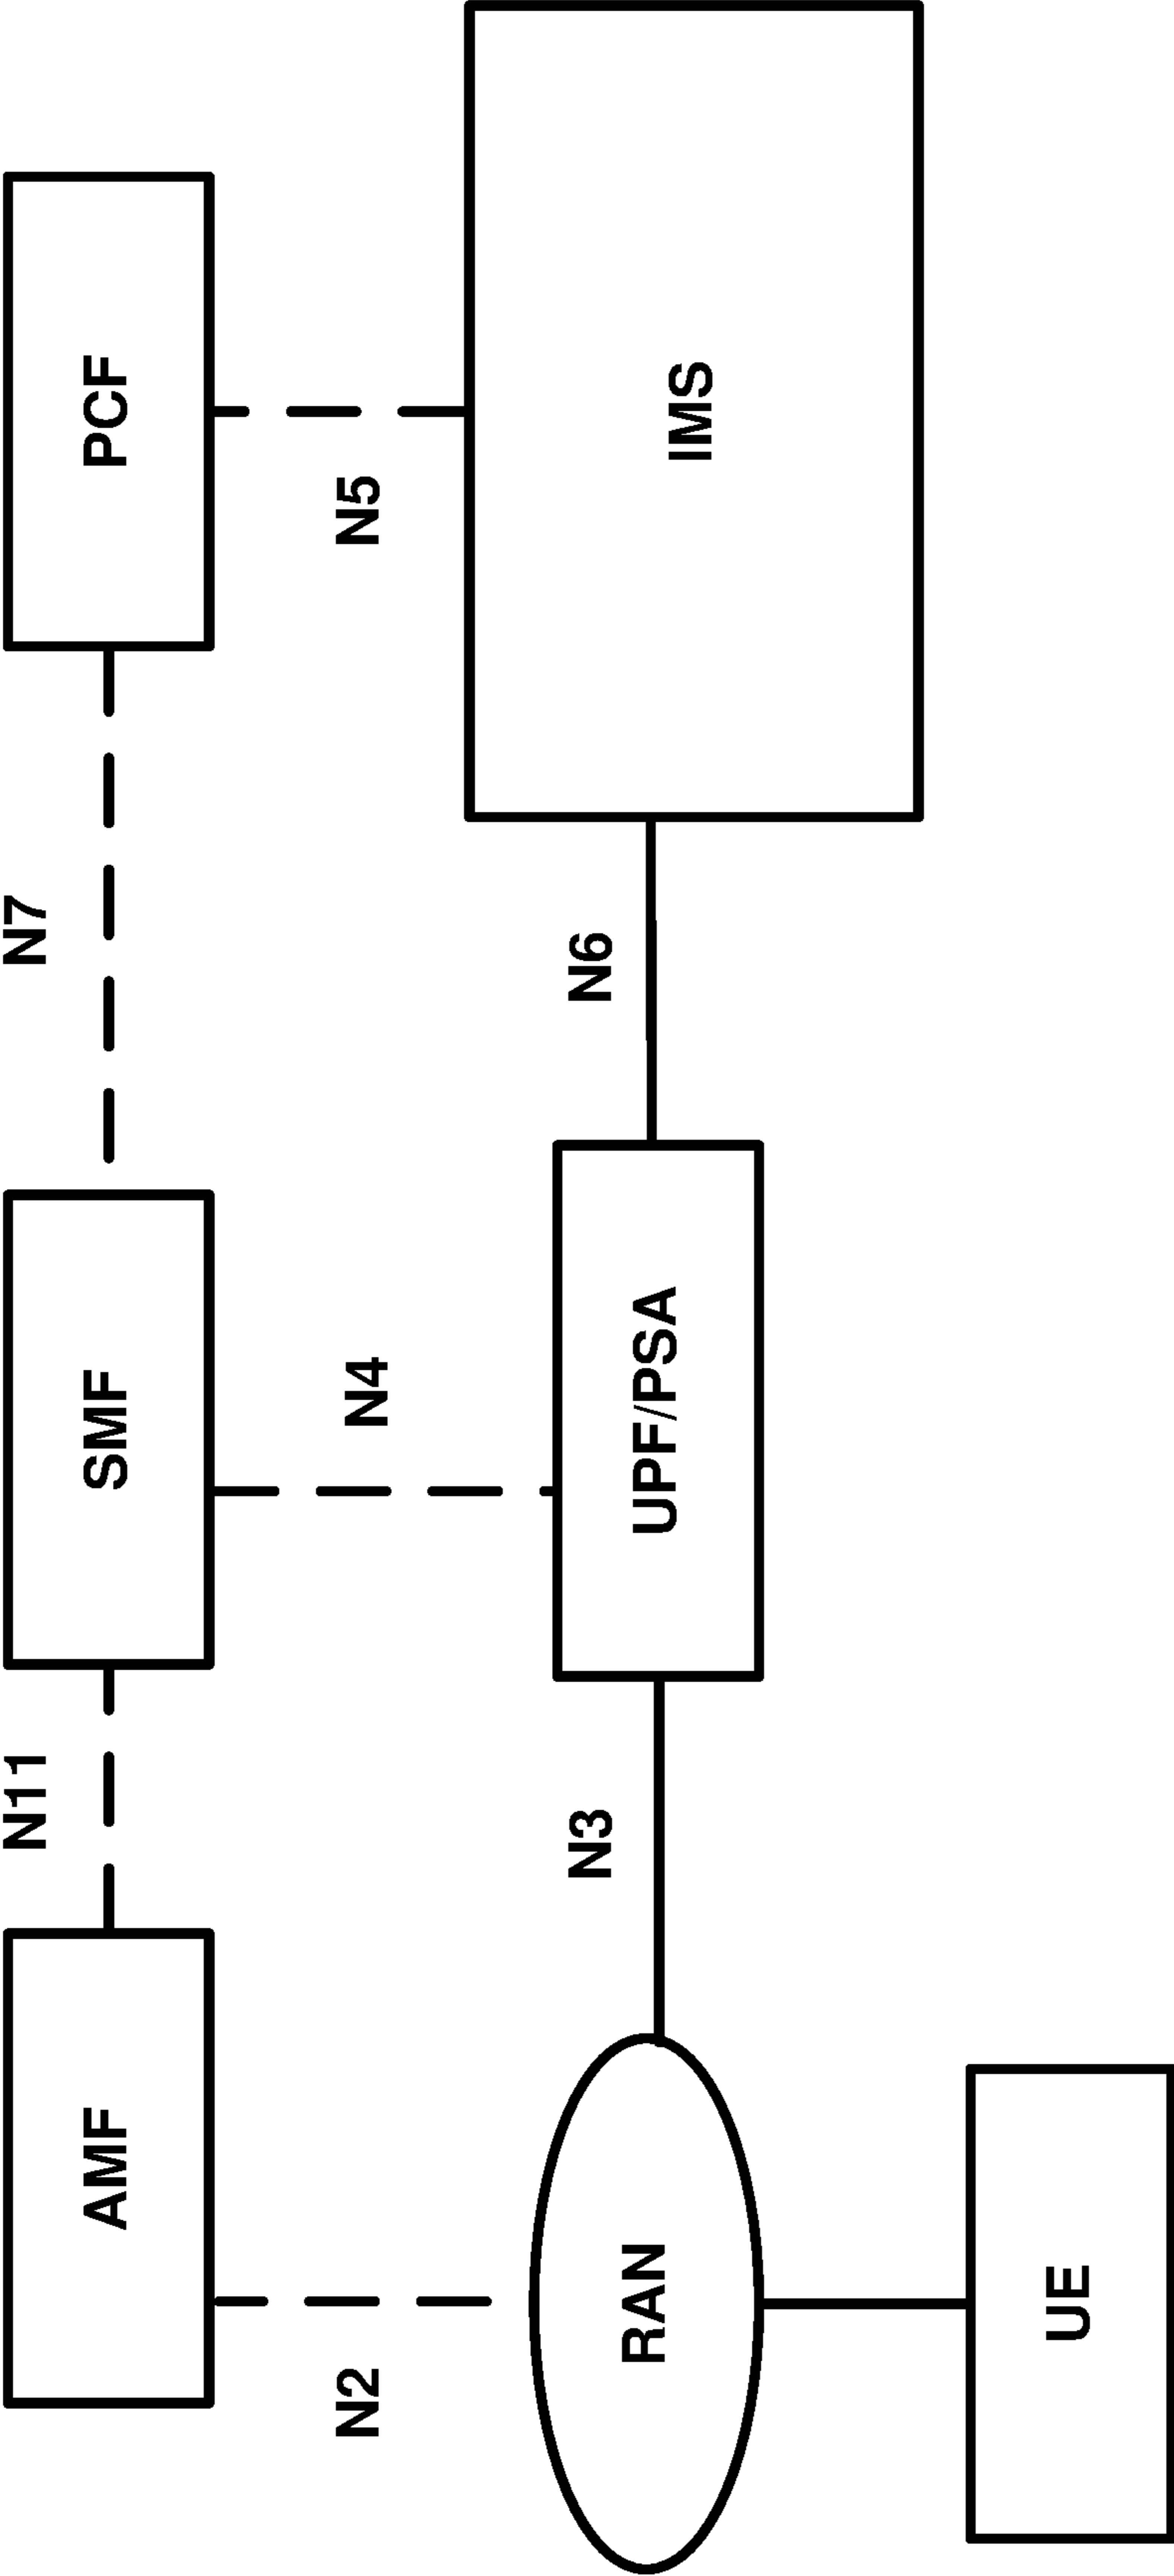 N11
N7
AMF
SMF
PCF
N2
N4
N5
N3
N6
RAN
UPF/PSA
IMS
UE